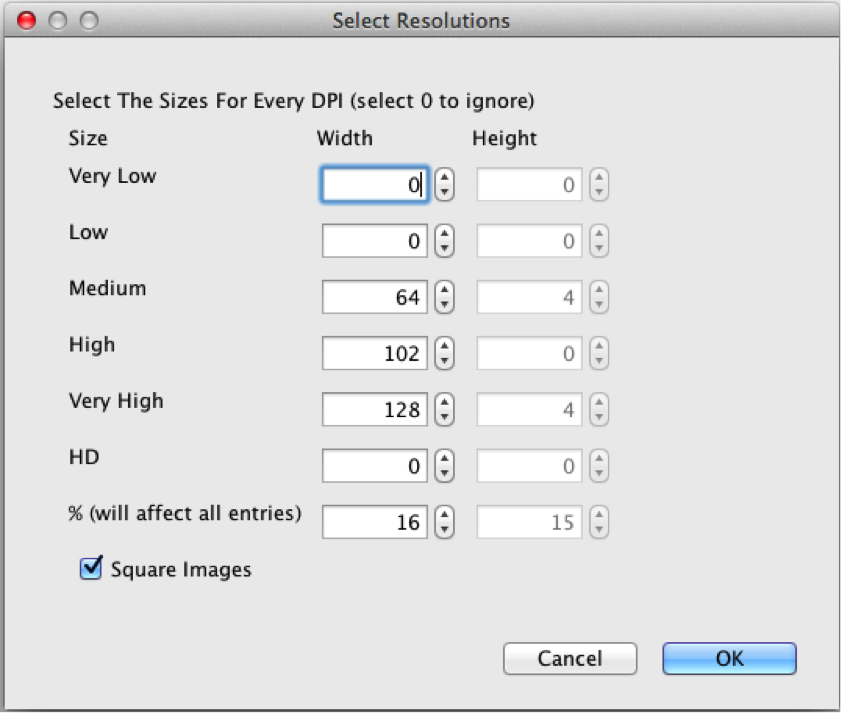 Select Resolutions
Select The Sizes For Every DPI (select 0 to ignore)
Size Width Height
Very Low 0 0
Low 0 0
Medium 64 4
High 102 0
Very High 128 4
HD 0 0
% (will affect all entries) 16 15
Square Images
Cancel OK